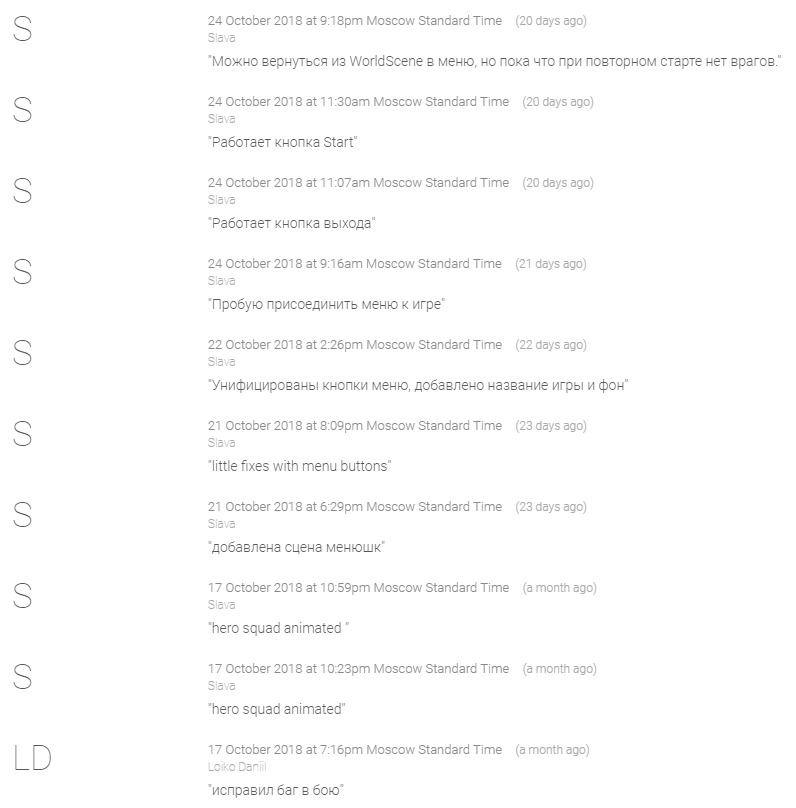 S
24 October 2018 at 9:18pm Moscow Standard Time (20 days ago)
Slava
"Можно вернуться из WorldScene в меню, но пока что при повторном старте нет врагов."
S
24 October 2018 at 11:30am Moscow Standard Time (20 days ago)
Slava
"Работает кнопка Start"
S
24 October 2018 at 11:07am Moscow Standard Time (20 days ago)
Slava
"Работает кнопка выхода"
S
24 October 2018 at 9:16am Moscow Standard Time (21 days ago)
Slava
"Пробую присоединить меню к игре"
S
22 October 2018 at 2:26pm Moscow Standard Time (22 days ago)
Slava
"Унифицированы кнопки меню, добавлено название игры и фон"
S
21 October 2018 at 8:09pm Moscow Standard Time (23 days ago)
Slava
"little fixes with menu buttons"
S
21 October 2018 at 6:29pm Moscow Standard Time (23 days ago)
Slava
"добавлена сцена менюшк"
S
17 October 2018 at 10:59pm Moscow Standard Time (a month ago)
Slava
"hero squad animated "
S
17 October 2018 at 10:23pm Moscow Standard Time (a month ago)
Slava
"hero squad animated"
LD
17 October 2018 at 7:16pm Moscow Standard Time (a month ago)
Loiko Daniil
"исправил баг в бою"